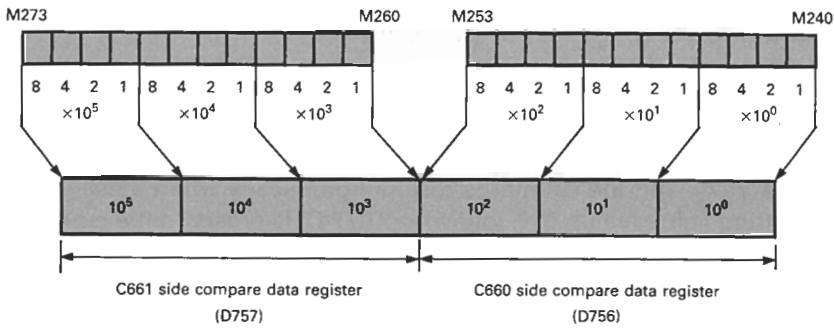 M273 M260 M253 M240
8 4 2 1 8 4 2 1 8 4 2 1 8 4 2 1 8 4 2 1 8 4 2 1
×10⁵ ×10⁴ ×10³ ×10² ×10¹ ×10⁰
10⁵ 10⁴ 10³ 10² 10¹ 10⁰
C661 side compare data register C660 side compare data register
(D757) (D756)